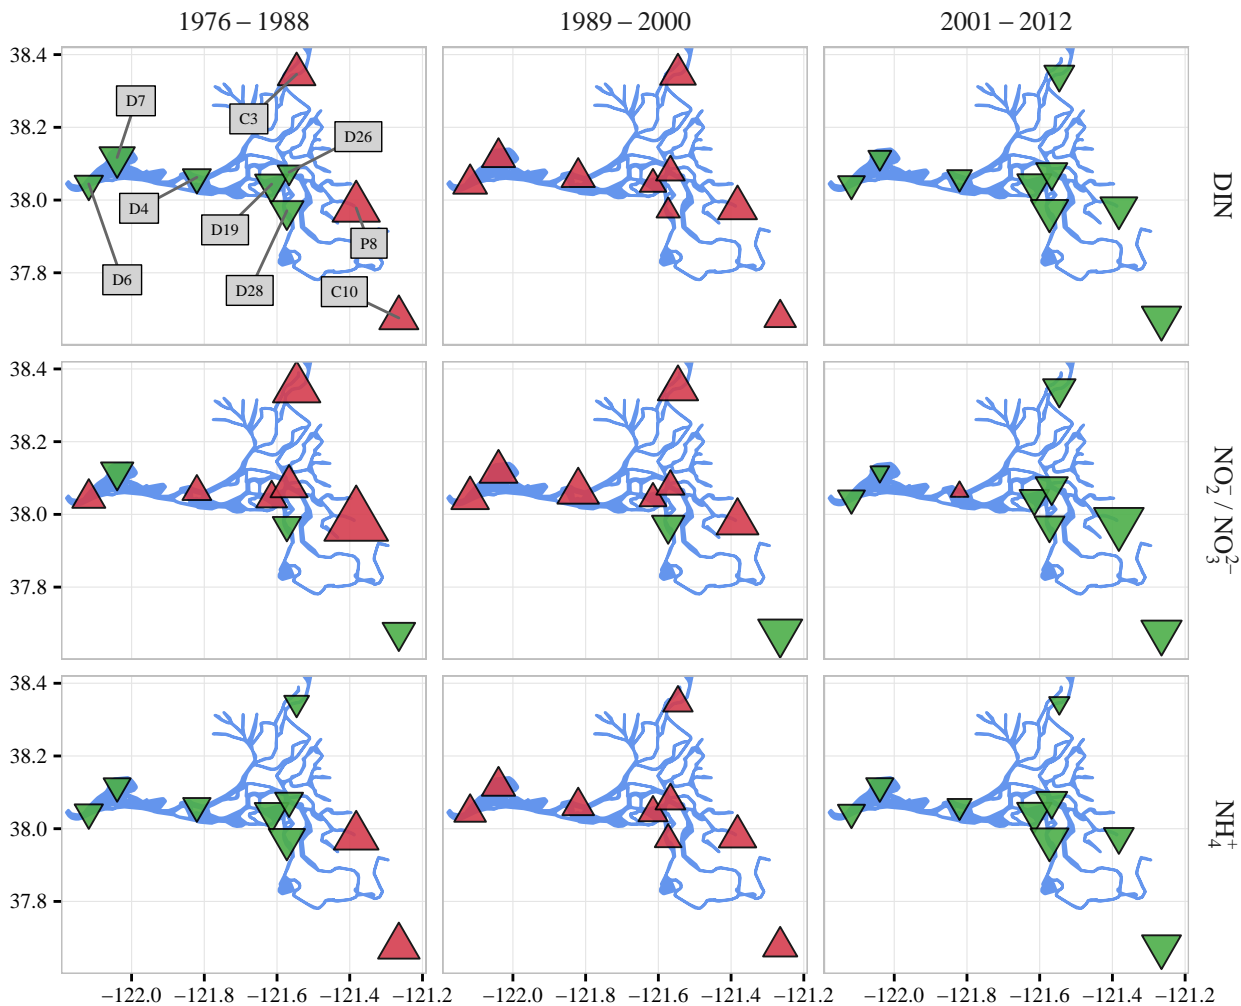 1976 – 1988
1989 – 2000
2001 – 2012
38.4
38.2
38.0
37.8
D7
C3
D26
D4
D19
P8
D6
D28
C10
DIN
38.4
38.2
38.0
37.8
NO₂⁻ / NO₃²⁻
38.4
38.2
38.0
37.8
NH₄⁺
−122.0 −121.8 −121.6 −121.4 −121.2
−122.0 −121.8 −121.6 −121.4 −121.2
−122.0 −121.8 −121.6 −121.4 −121.2